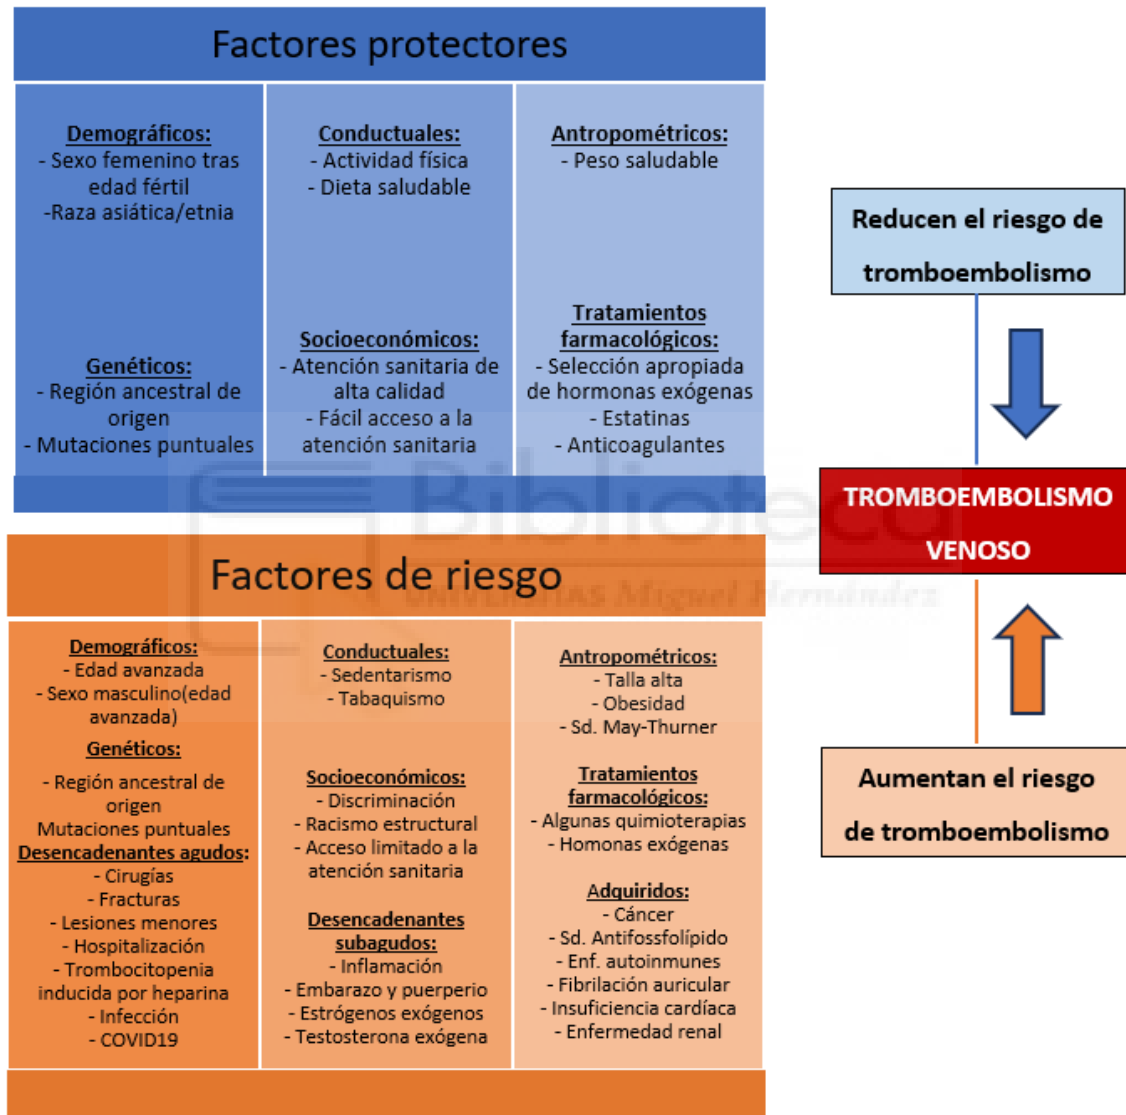 Factores protectores
Demográficos:
- Sexo femenino tras
edad fértil
-Raza asiática/etnia
Genéticos:
- Región ancestral de
origen
- Mutaciones puntuales
Conductuales:
- Actividad física
- Dieta saludable
Socioeconómicos:
- Atención sanitaria de
alta calidad
- Fácil acceso a la
atención sanitaria
Antropométricos:
- Peso saludable
Tratamientos
farmacológicos:
- Selección apropiada
de hormonas exógenas
- Estatinas
- Anticoagulantes
Reducen el riesgo de
tromboembolismo
TROMBOEMBOLISMO
VENOSO
Aumentan el riesgo
de tromboembolismo
Biblioteca
UNIVERSITAS Miguel Hernández
Factores de riesgo
Demográficos:
- Edad avanzada
- Sexo masculino(edad
avanzada)
Genéticos:
- Región ancestral de
origen
Mutaciones puntuales
Desencadenantes agudos:
- Cirugías
- Fracturas
- Lesiones menores
- Hospitalización
- Trombocitopenia
inducida por heparina
- Infección
- COVID19
Conductuales:
- Sedentarismo
- Tabaquismo
Socioeconómicos:
- Discriminación
- Racismo estructural
- Acceso limitado a la
atención sanitaria
Desencadenantes
subagudos:
- Inflamación
- Embarazo y puerperio
- Estrógenos exógenos
- Testosterona exógena
Antropométricos:
- Talla alta
- Obesidad
- Sd. May-Thurner
Tratamientos
farmacológicos:
- Algunas quimioterapias
- Homonas exógenas
Adquiridos:
- Cáncer
- Sd. Antifossfolípido
- Enf. autoinmunes
- Fibrilación auricular
- Insuficiencia cardíaca
- Enfermedad renal